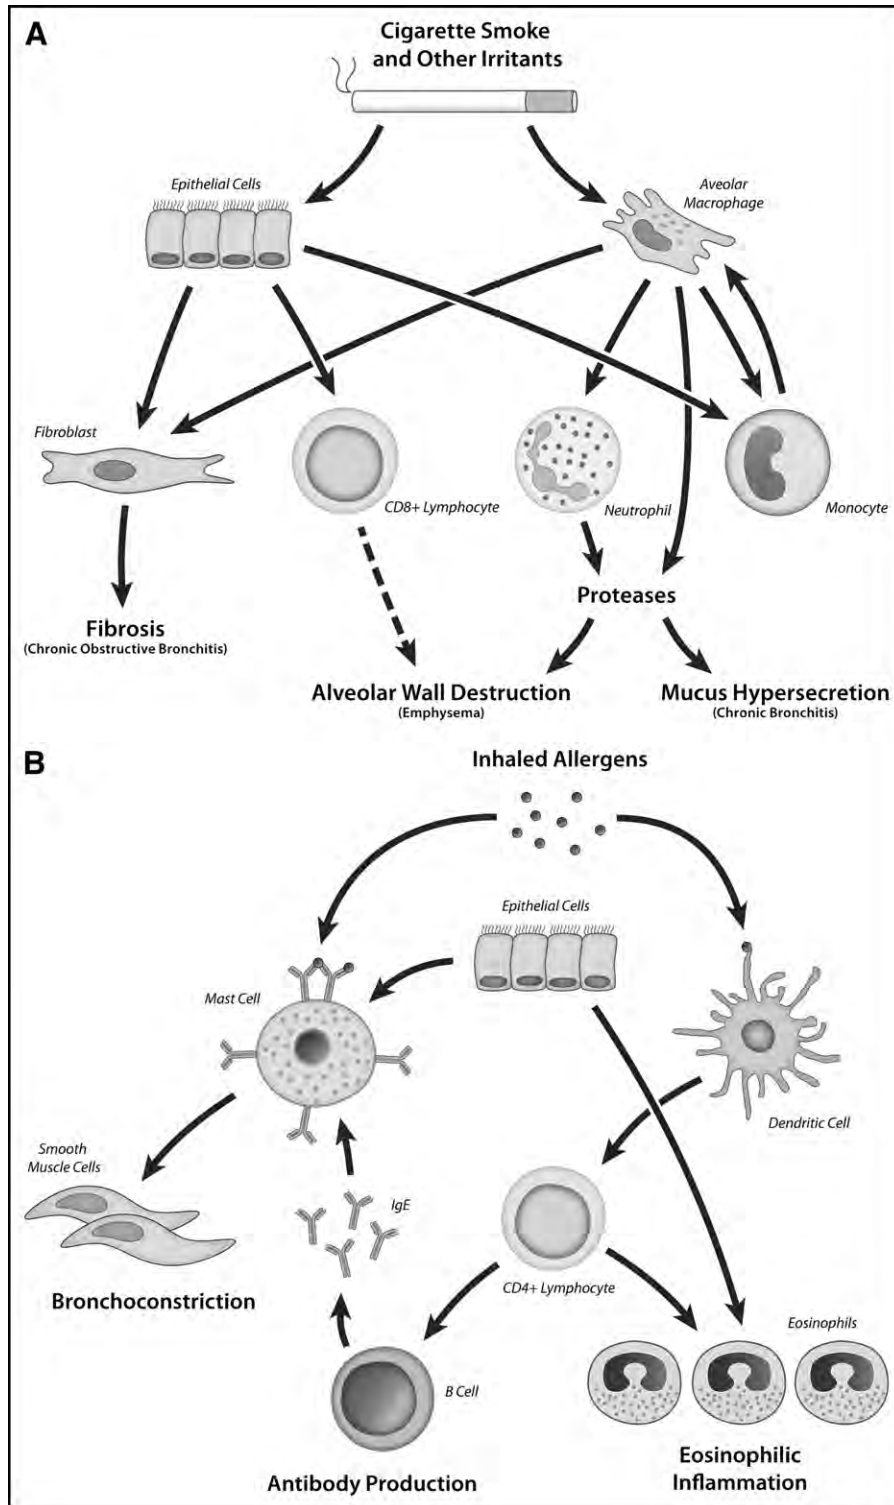 A
Cigarette Smoke
and Other Irritants
Epithelial Cells
Aveolar
Macrophage
Fibroblast
CD8+ Lymphocyte
Neutrophil
Monocyte
Proteases
Fibrosis
(Chronic Obstructive Bronchitis)
Alveolar Wall Destruction
(Emphysema)
Mucus Hypersecretion
(Chronic Bronchitis)
B
Inhaled Allergens
Epithelial Cells
Mast Cell
Dendritic Cell
Smooth
Muscle Cells
IgE
Bronchoconstriction
CD4+ Lymphocyte
Eosinophils
B Cell
Antibody Production
Eosinophilic
Inflammation